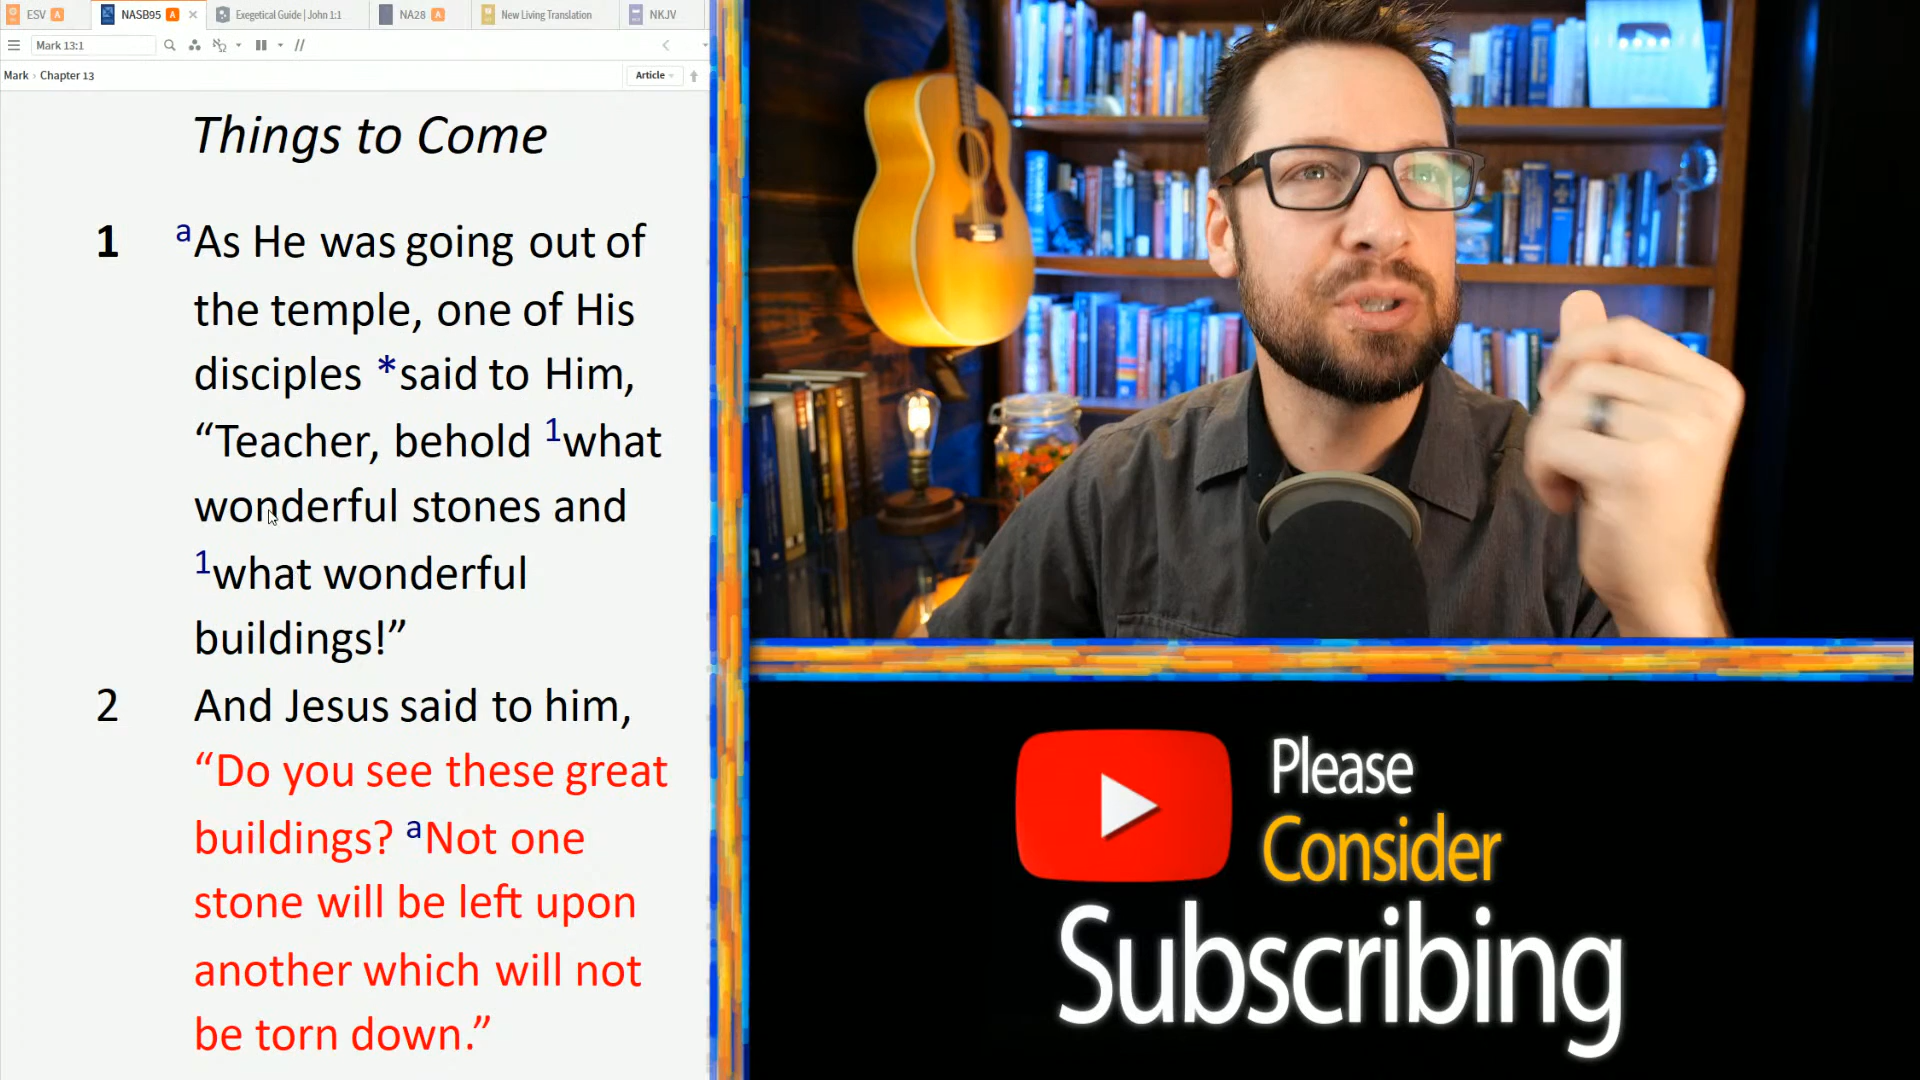 ESV A
NASB95 A
Exegetical Guide | John 1:1
NA28 A
New Living Translation
NKJV
Mark 13:1
Mark › Chapter 13
Article
Things to Come
1 aAs He was going out of
the temple, one of His
disciples *said to Him,
“Teacher, behold 1what
wonderful stones and
1what wonderful
buildings!”
2 And Jesus said to him,
“Do you see these great
buildings? aNot one
stone will be left upon
another which will not
be torn down.”
Please
Consider
Subscribing